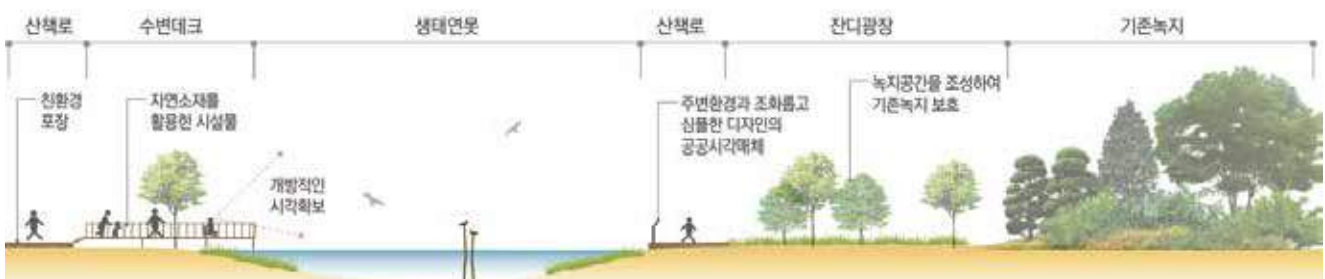 산책로 수변데크 생태연못 산책로 잔디광장 기존녹지
친환경
포장
자연소재를
활용한 시설물
개방적인
시각확보
주변환경과 조화롭고
심플한 디자인의
공공시각매체
녹지공간을 조성하여
기존녹지 보호